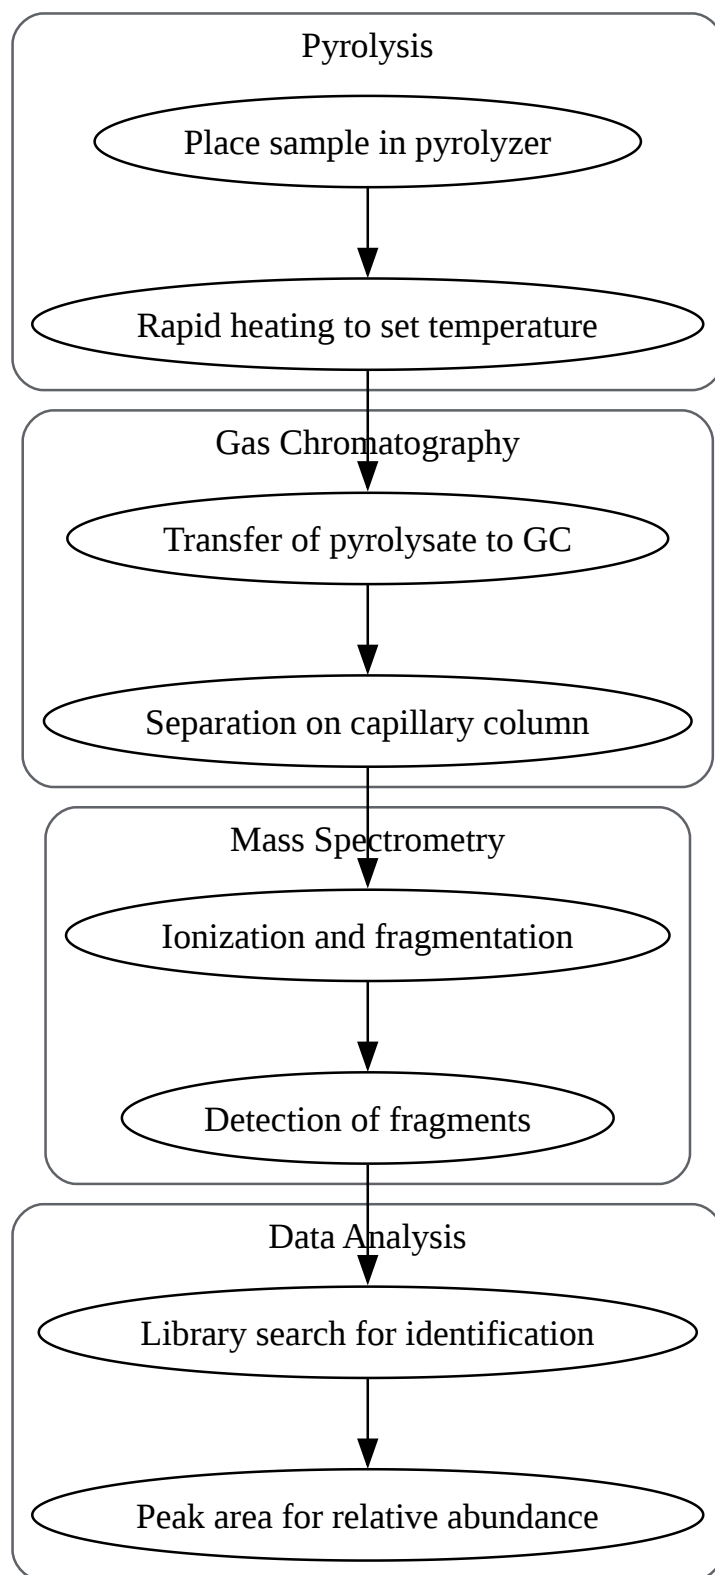 Pyrolysis
Place sample in pyrolyzer
Rapid heating to set temperature
Gas Chromatography
Transfer of pyrolysate to GC
Separation on capillary column
Mass Spectrometry
Ionization and fragmentation
Detection of fragments
Data Analysis
Library search for identification
Peak area for relative abundance